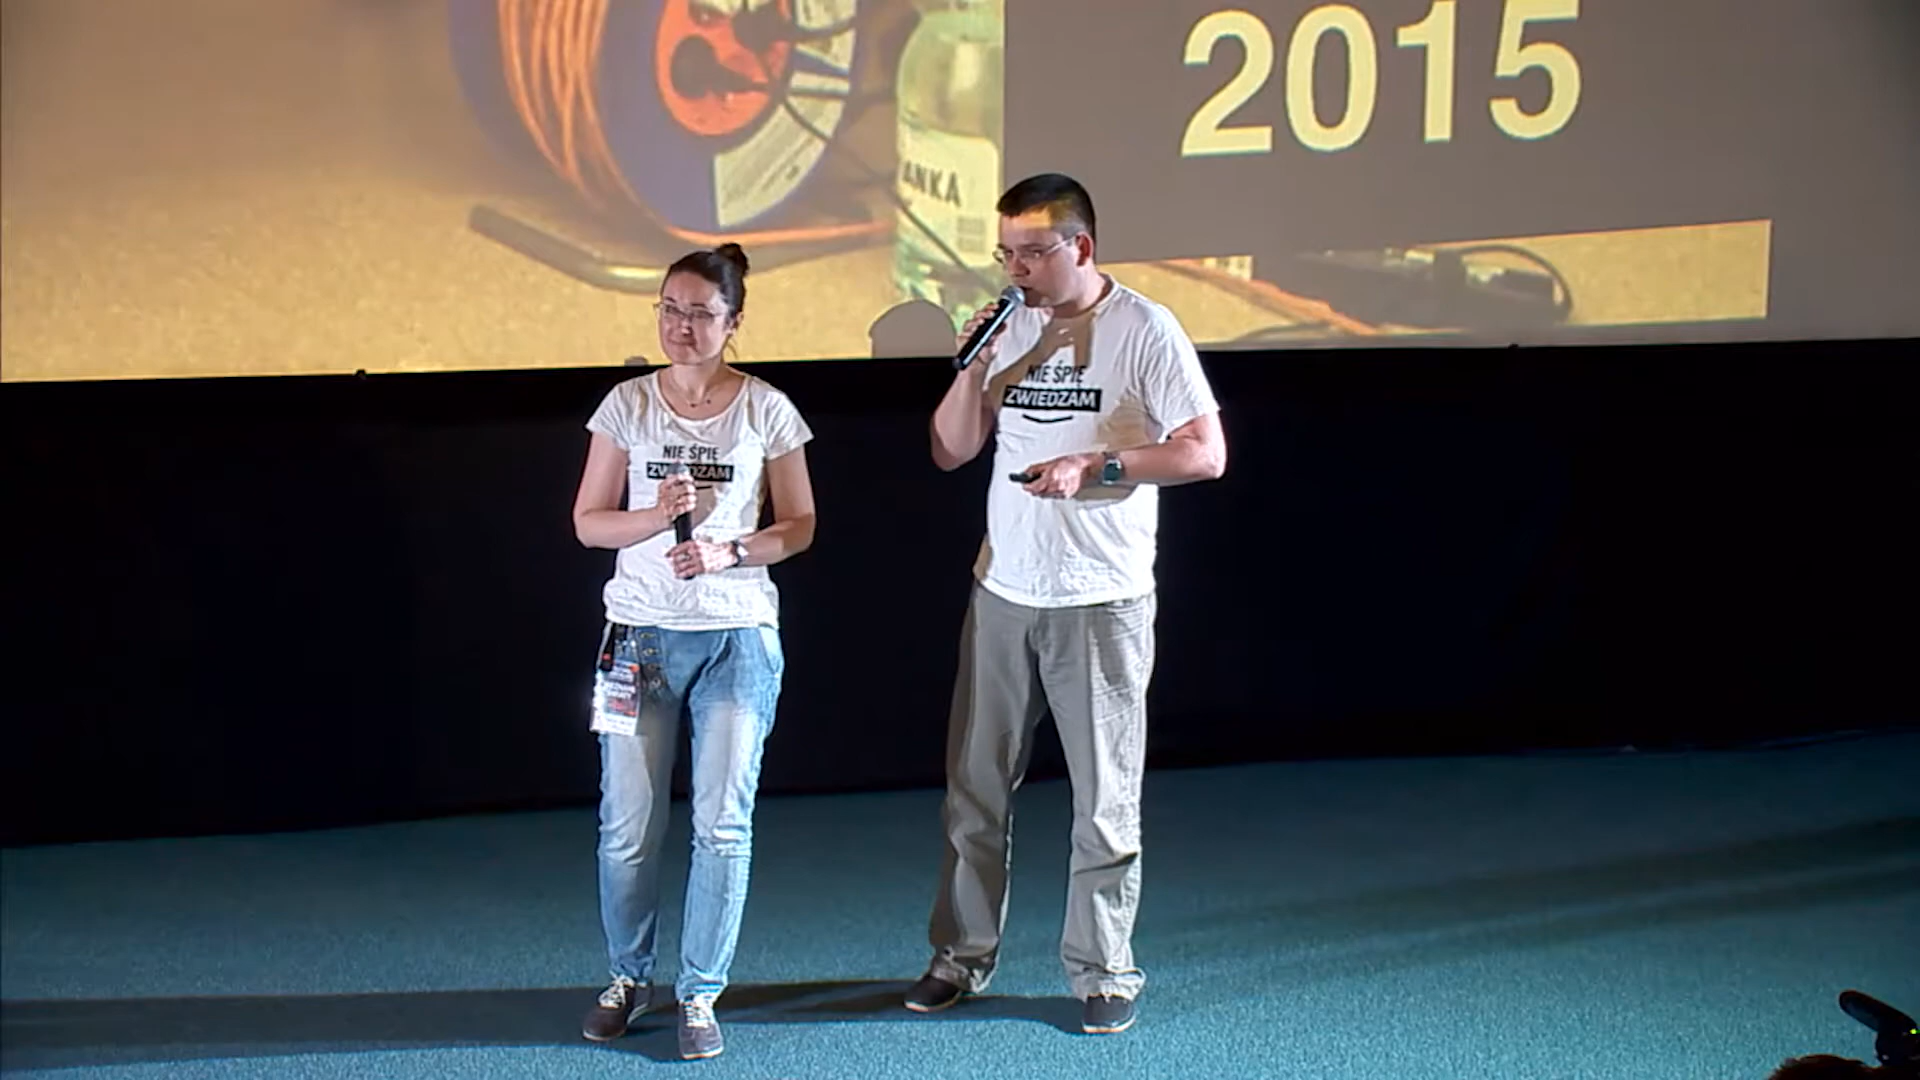 2015
ANKA
NIE ŚPIĘ
ZWIEDZAM
NIE ŚPIĘ
ZWIEDZAM